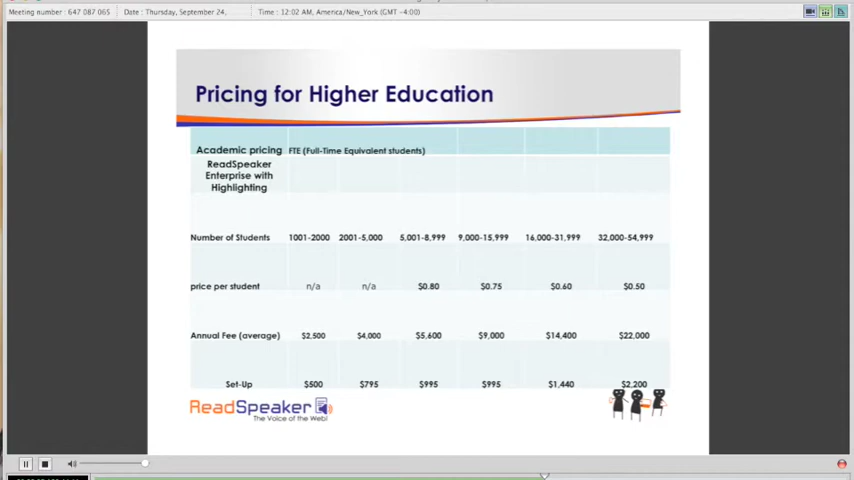 Meeting number: 647 087 065 Date: Thursday, September 24, Time: 12:02 AM, America/New_York (GMT -4:00)
Pricing for Higher Education
Academic pricing FTE (Full-Time Equivalent students)
ReadSpeaker
Enterprise with
Highlighting
Number of Students 1001-2000 2001-5,000 5,001-8,999 9,000-15,999 16,000-31,999 32,000-54,999
price per student n/a n/a $0.80 $0.75 $0.60 $0.50
Annual Fee (average) $2,500 $4,000 $5,600 $9,000 $14,400 $22,000
Set-Up $500 $795 $995 $995 $1,440 $2,200
ReadSpeaker
The Voice of the Web!